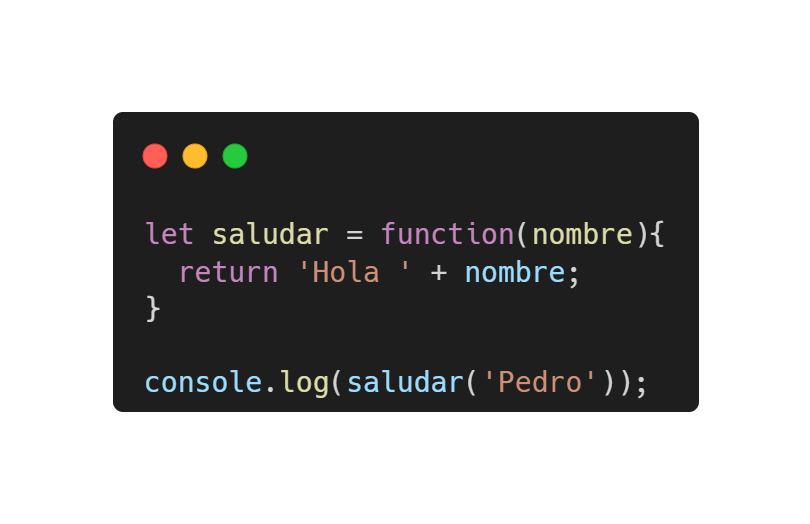 let saludar = function(nombre){
  return 'Hola ' + nombre;
}

console.log(saludar('Pedro'));